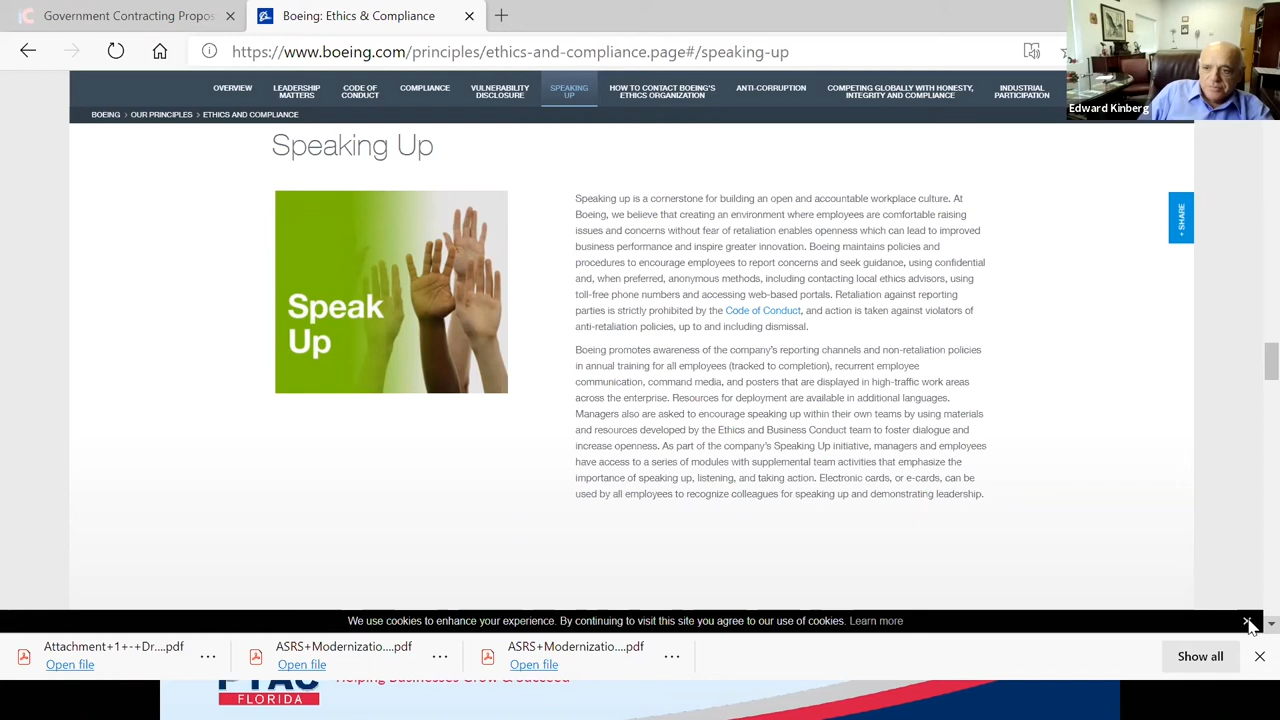 Government Contracting Propos
Boeing: Ethics & Compliance
https://www.boeing.com/principles/ethics-and-compliance.page#/speaking-up
Edward Kinberg
OVERVIEW
LEADERSHIP
MATTERS
CODE OF
CONDUCT
COMPLIANCE
VULNERABILITY
DISCLOSURE
SPEAKING
UP
HOW TO CONTACT BOEING'S
ETHICS ORGANIZATION
ANTI-CORRUPTION
COMPETING GLOBALLY WITH HONESTY,
INTEGRITY AND COMPLIANCE
INDUSTRIAL
PARTICIPATION
BOEING > OUR PRINCIPLES > ETHICS AND COMPLIANCE
Speaking Up
Speak
Up
Speaking up is a cornerstone for building an open and accountable workplace culture. At
Boeing, we believe that creating an environment where employees are comfortable raising
issues and concerns without fear of retaliation enables openness which can lead to improved
business performance and inspire greater innovation. Boeing maintains policies and
procedures to encourage employees to report concerns and seek guidance, using confidential
and, when preferred, anonymous methods, including contacting local ethics advisors, using
toll-free phone numbers and accessing web-based portals. Retaliation against reporting
parties is strictly prohibited by the Code of Conduct, and action is taken against violators of
anti-retaliation policies, up to and including dismissal.
Boeing promotes awareness of the company's reporting channels and non-retaliation policies
in annual training for all employees (tracked to completion), recurrent employee
communication, command media, and posters that are displayed in high-traffic work areas
across the enterprise. Resources for deployment are available in additional languages.
Managers also are asked to encourage speaking up within their own teams by using materials
and resources developed by the Ethics and Business Conduct team to foster dialogue and
increase openness. As part of the company's Speaking Up initiative, managers and employees
have access to a series of modules with supplemental team activities that emphasize the
importance of speaking up, listening, and taking action. Electronic cards, or e-cards, can be
used by all employees to recognize colleagues for speaking up and demonstrating leadership.
+ SHARE
We use cookies to enhance your experience. By continuing to visit this site you agree to our use of cookies. Learn more
Attachment+1+-+Dr....pdf
Open file
ASRS+Modernizatio....pdf
Open file
ASRS+Modernizatio....pdf
Open file
Show all
PTAC
FLORIDA
Helping Businesses Grow & Succeed